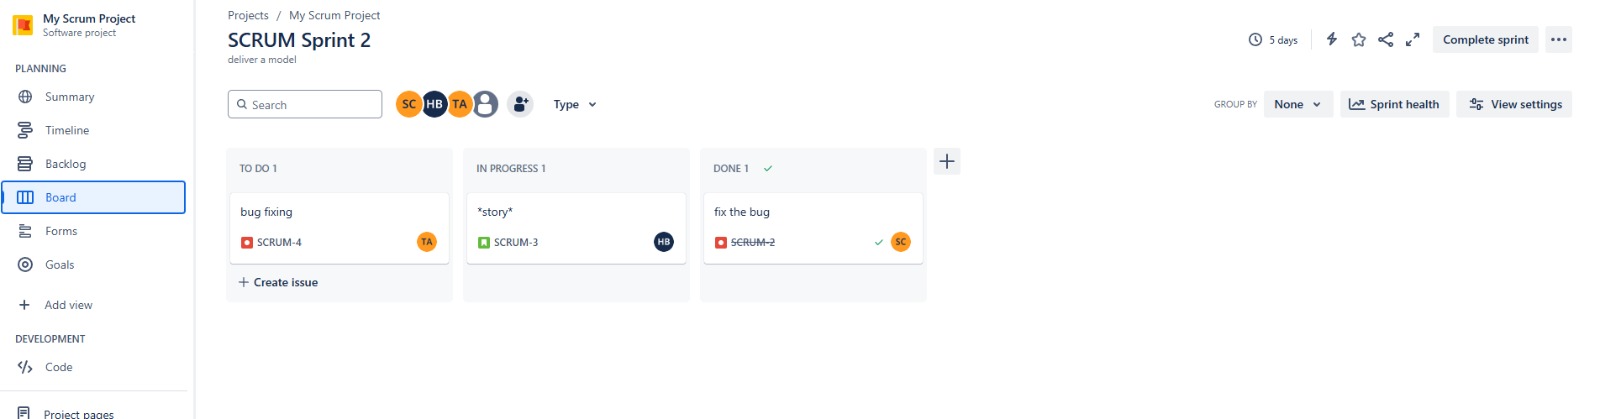 My Scrum Project
Software project
PLANNING
Summary
Timeline
Backlog
Board
Forms
Goals
Add view
DEVELOPMENT
Code
Project pages
Projects / My Scrum Project
SCRUM Sprint 2
deliver a model
5 days
Complete sprint
Search
SC HB TA
Type
GROUP BY None
Sprint health
View settings
TO DO 1
bug fixing
SCRUM-4
TA
+ Create issue
IN PROGRESS 1
*story*
SCRUM-3
HB
DONE 1
fix the bug
SCRUM-2
SC